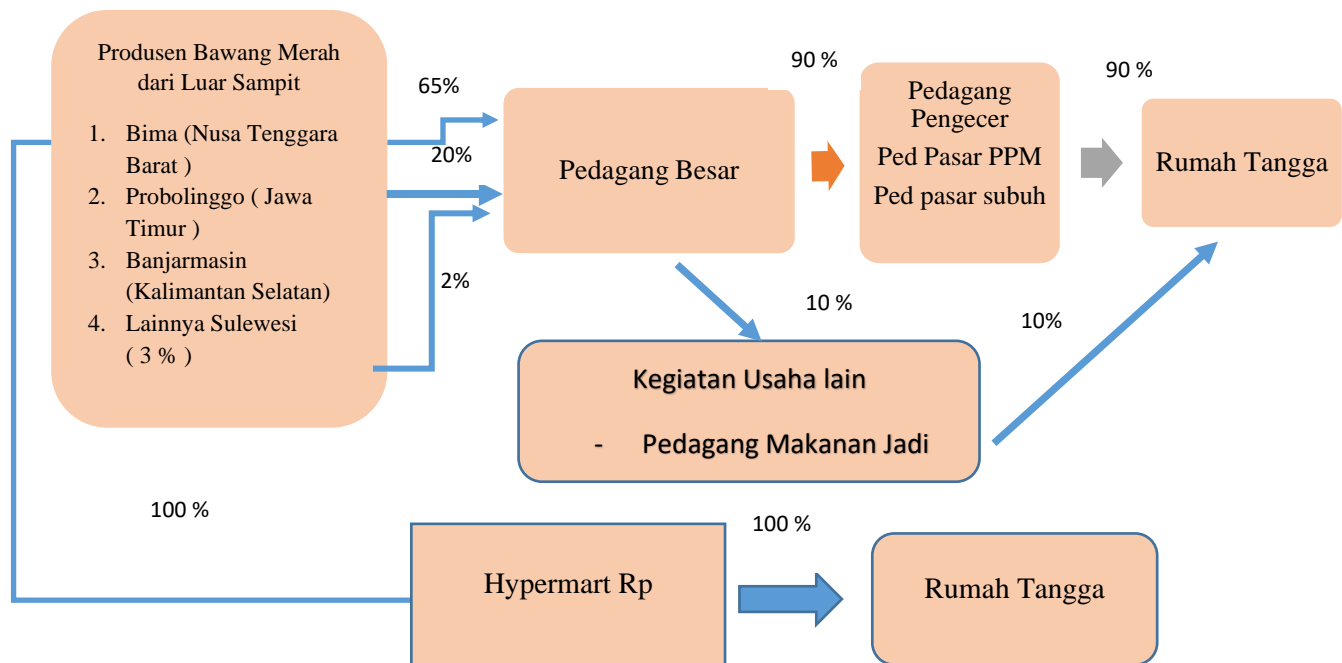 Produsen Bawang Merah
dari Luar Sampit
1. Bima (Nusa Tenggara
Barat )
2. Probolinggo ( Jawa
Timur )
3. Banjarmasin
(Kalimantan Selatan)
4. Lainnya Sulewesi
( 3 % )
65%
20%
2%
Pedagang Besar
90 %
Pedagang
Pengecer
Ped Pasar PPM
Ped pasar subuh
90 %
Rumah Tangga
10 %
10%
Kegiatan Usaha lain
- Pedagang Makanan Jadi
100 %
Hypermart Rp
100 %
Rumah Tangga